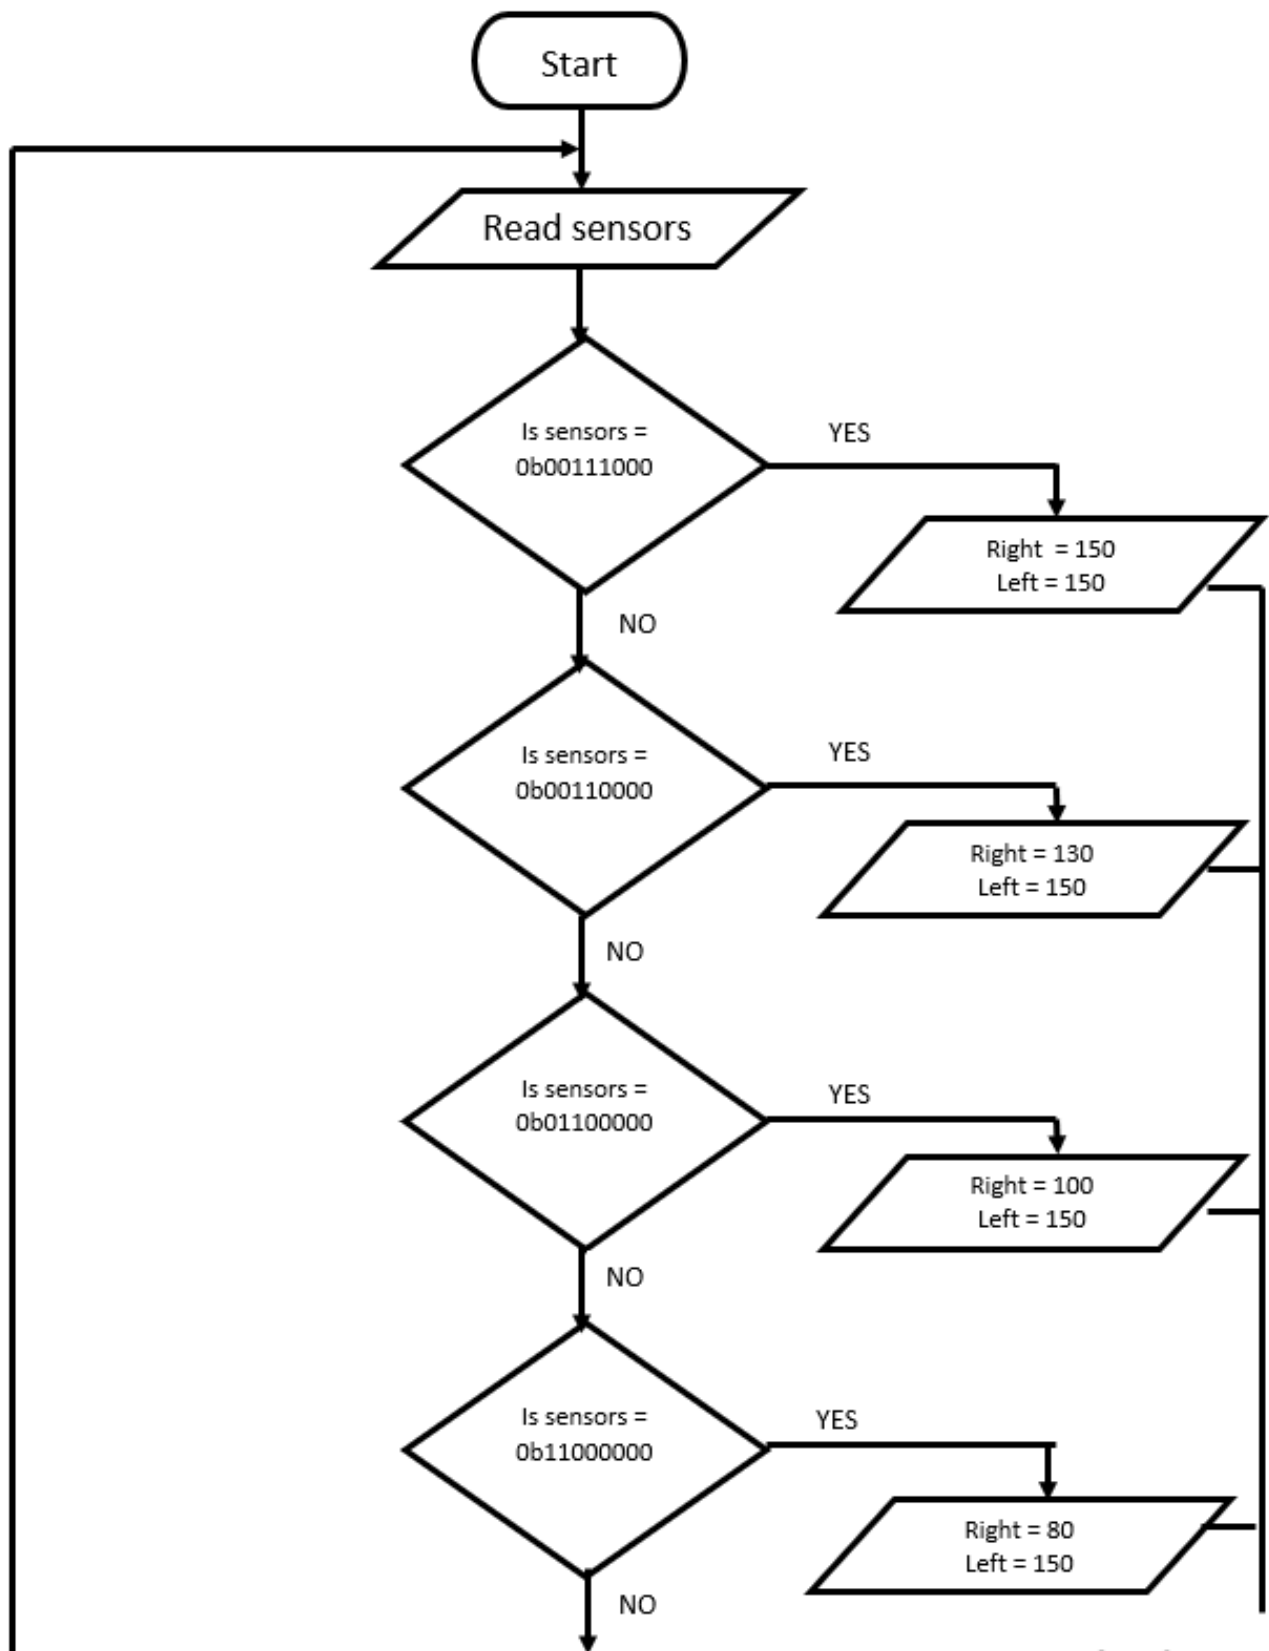 Start
Read sensors
Is sensors =
0b00111000
YES
Right = 150
Left = 150
NO
Is sensors =
0b00110000
YES
Right = 130
Left = 150
NO
Is sensors =
0b01100000
YES
Right = 100
Left = 150
NO
Is sensors =
0b11000000
YES
Right = 80
Left = 150
NO